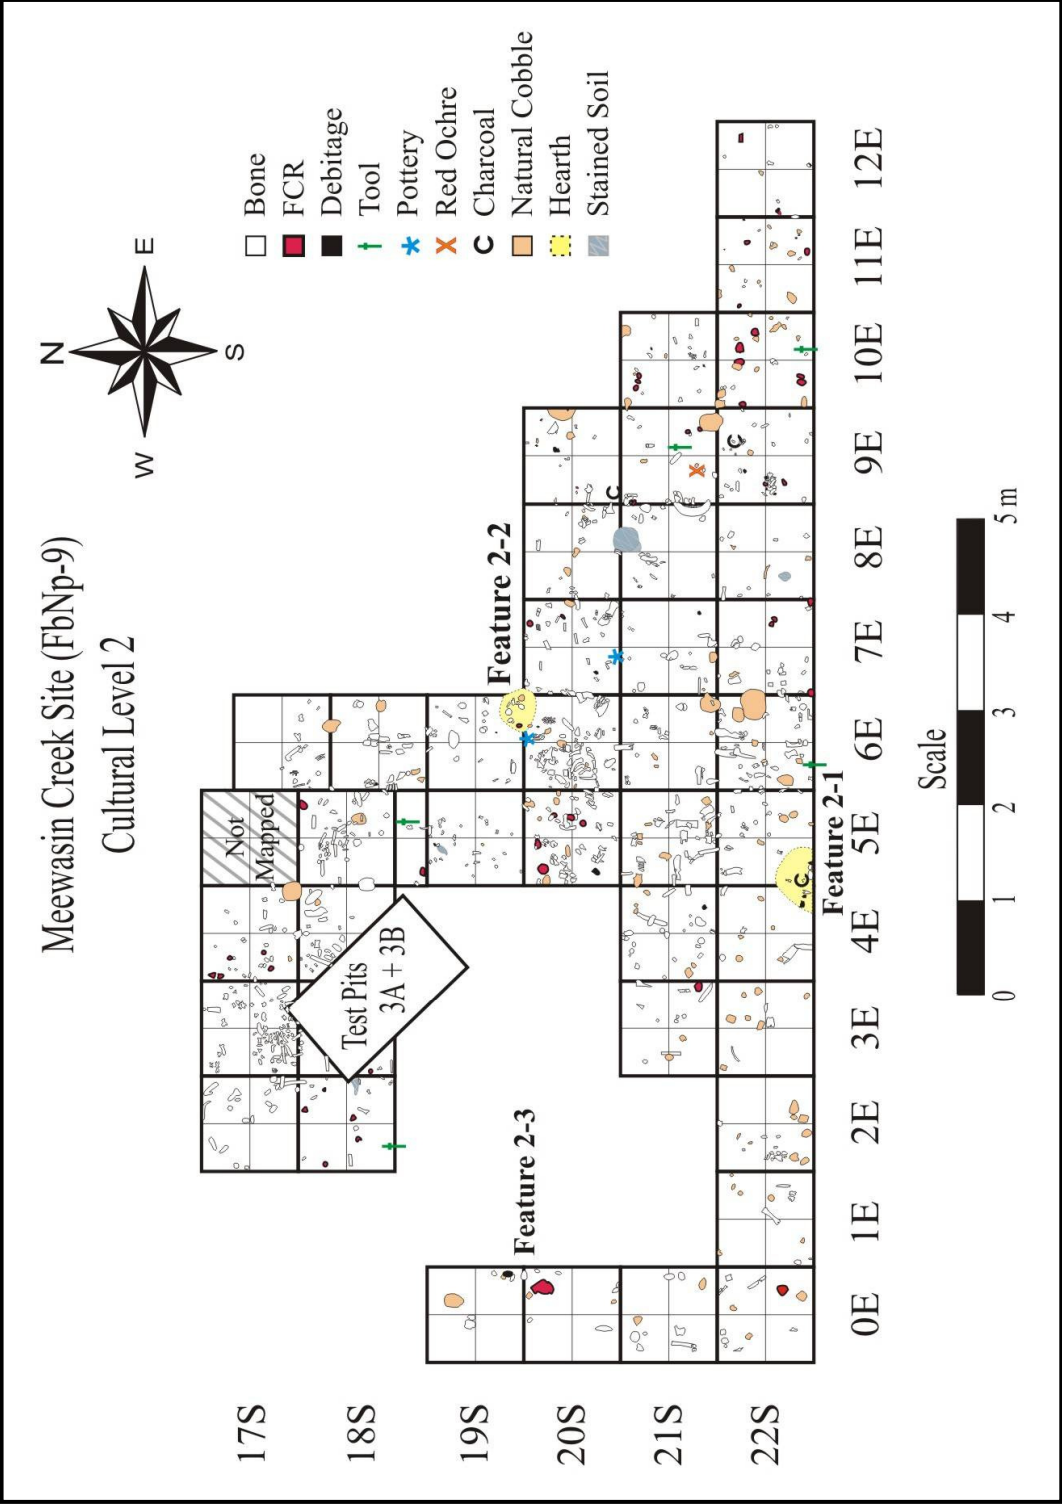 Meewasin Creek Site (FbNp-9)
Cultural Level 2
N
W
E
S
Bone
FCR
Debitage
Tool
Pottery
Red Ochre
Charcoal
Natural Cobble
Hearth
Stained Soil
17S
18S
19S
20S
21S
22S
Not
Mapped
Test Pits
3A + 3B
Feature 2-3
Feature 2-2
Feature 2-1
C
C
C
X
0E
1E
2E
3E
4E
5E
6E
7E
8E
9E
10E
11E
12E
0
1
2
3
4
5m
Scale